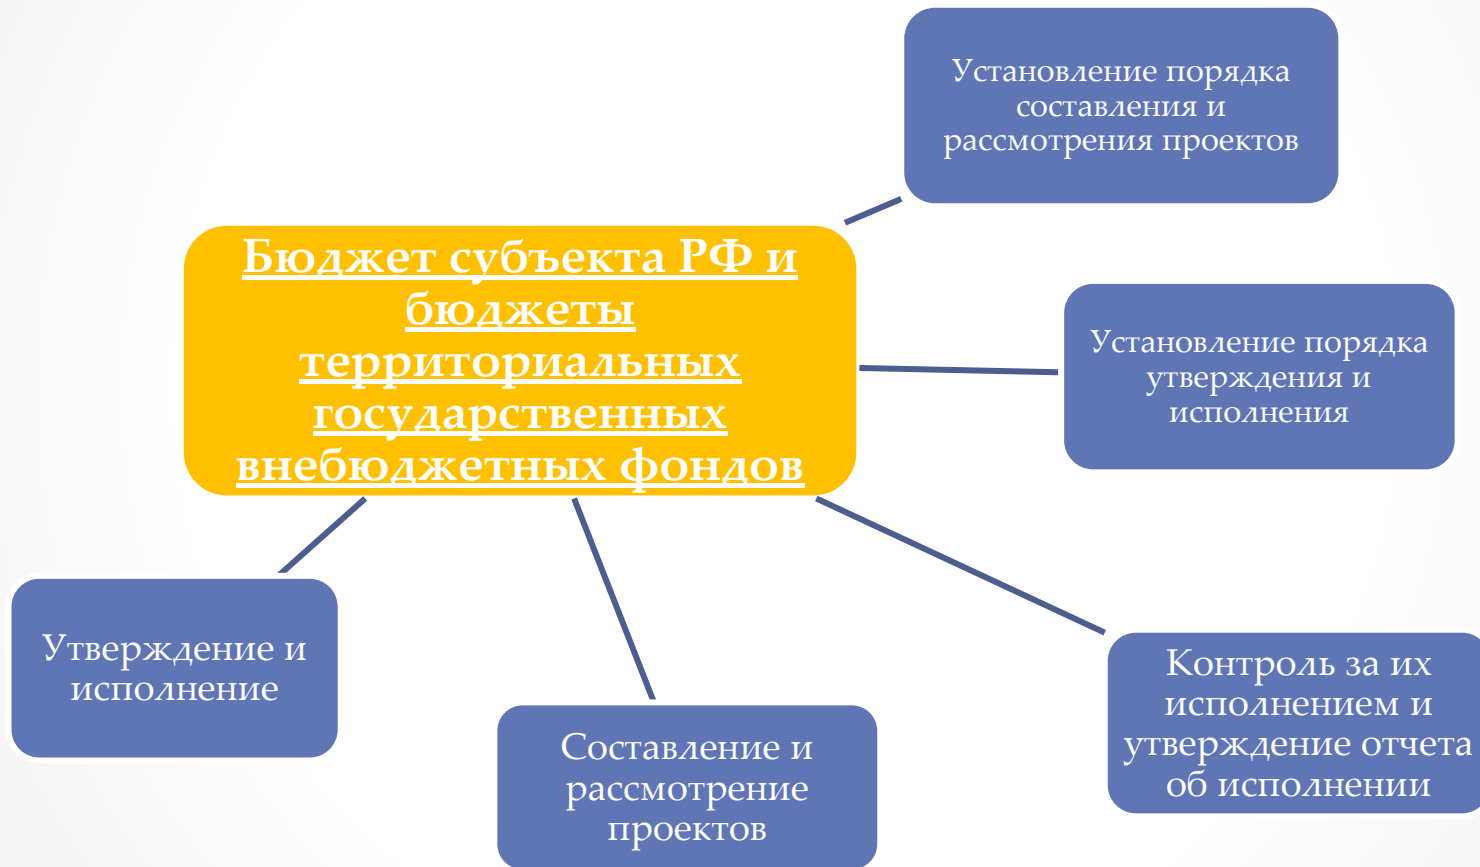 Установление порядка
составления и
рассмотрения проектов
Бюджет субъекта РФ и
бюджеты
территориальных
государственных
внебюджетных фондов
Установление порядка
утверждения и
исполнения
Утверждение и
исполнение
Составление и
рассмотрение
проектов
Контроль за их
исполнением и
утверждение отчета
об исполнении